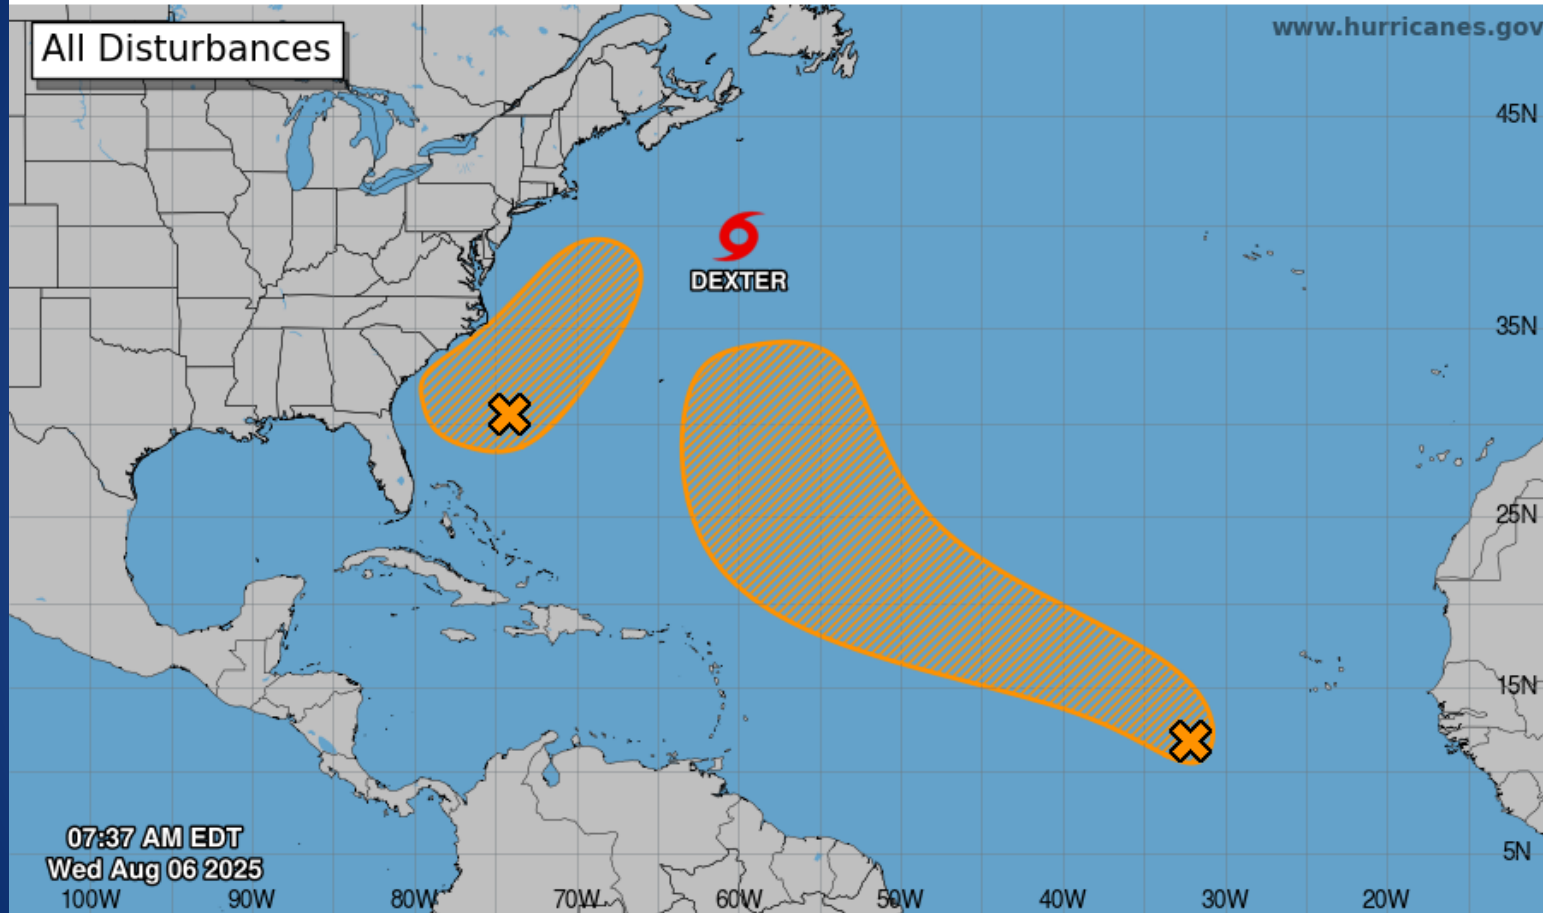 All Disturbances
www.hurricanes.gov
45N
DEXTER
35N
25N
15N
07:37 AM EDT
Wed Aug 06 2025
5N
100W 90W 80W 70W 60W 50W 40W 30W 20W